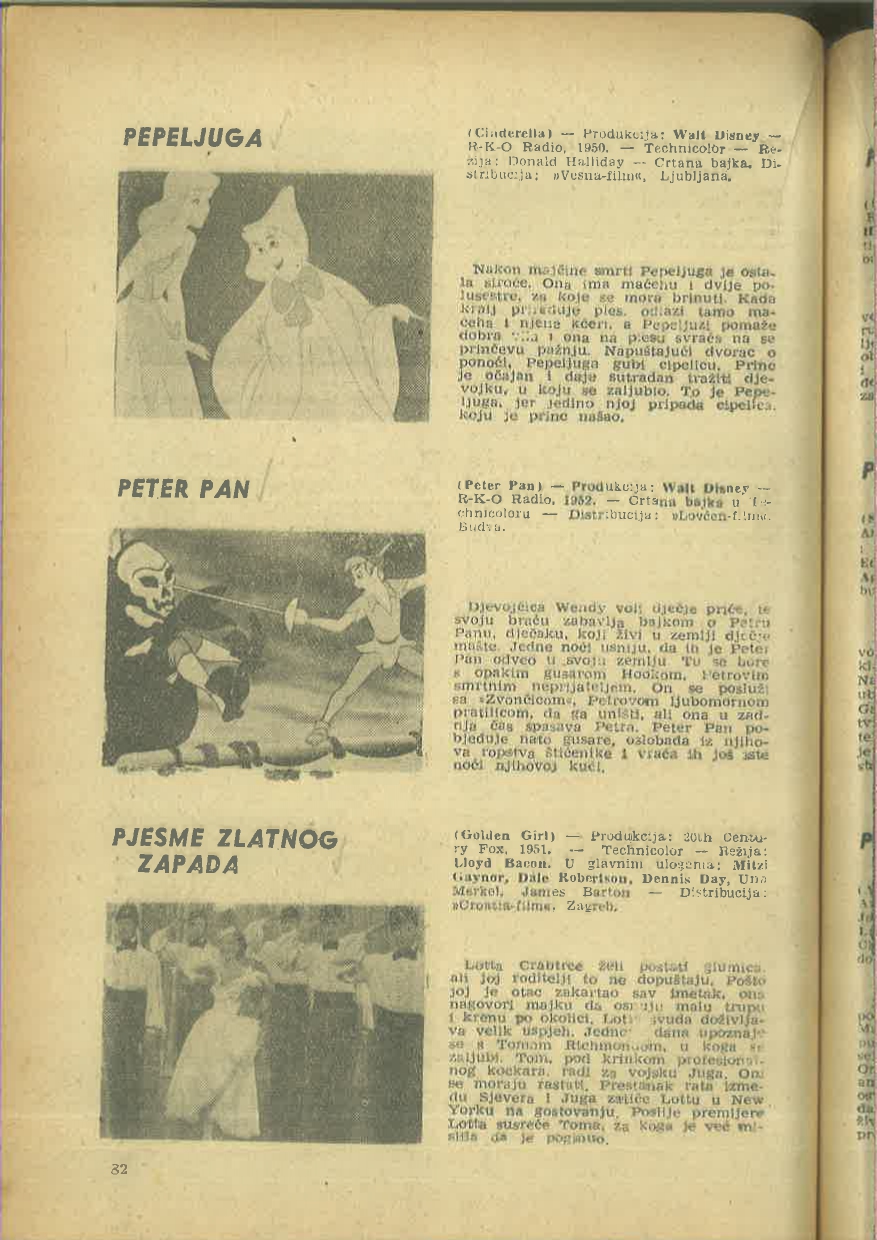 PEPELJUGA
(Cinderella) — Produkcija: Walt Disney —
R-K-O Radio, 1950. — Technicolor — Re-
žija: Donald Halliday — Crtana bajka. Di-
stribucija: »Vesna-film«, Ljubljana.
Nakon majčine smrti Pepeljuga je osta-
la siroče. Ona ima maćehu i dvije po-
lusestre, za koje se mora brinuti. Kada
kralj priređuje ples, odlazi tamo ma-
ćeha i njene kćeri, a Pepeljuzi pomaže
dobra vila i ona na plesu svraća na se
prinčevu pažnju. Napuštajući dvorac o
ponoći, Pepeljuga gubi cipelicu. Princ
je očajan i daje sutradan tražiti dje-
vojku, u koju se zaljubio. To je Pepe-
ljuga, jer jedino njoj pripada cipelica,
koju je princ našao.
PETER PAN
(Peter Pan) — Produkcija: Walt Disney —
R-K-O Radio, 1952. — Crtana bajka u Te-
chnicoloru — Distribucija: »Lovćen-film«,
Budva.
Djevojčica Wendy voli dječje priče, te
svoju braću zabavlja bajkom o Petru
Panu, dječaku, koji živi u zemlji dječje
mašte. Jedne noći usniju, da ih je Peter
Pan odveo u svoju zemlju Tu se bore
s opakim gusarom Hookom, Petrovim
smrtnim neprijateljem. On se posluži
sa »Zvončicom«, Petrovom ljubomornom
pratilicom, da ga uništi, ali ona u zad-
nja čas spasava Petra. Peter Pan po-
bjeđuje nato gusare, oslobađa iz njiho-
va ropstva štićenike i vraća ih još iste
noći njihovoj kući.
PJESME ZLATNOG
ZAPADA
(Golden Girl) — Produkcija: 20th Centu-
ry Fox, 1951. — Technicolor — Režija:
Lloyd Bacon. U glavnim ulogama: Mitzi
Gaynor, Dale Robertson, Dennis Day, Una
Merkel, James Barton — Distribucija:
»Croatia-film«, Zagreb.
Lotta Crabtree želi postati glumica,
ali joj roditelji to ne dopuštaju. Pošto
joj je otac zakartao sav imetak, ona
nagovori majku da osnuju malu trupu
i krenu po okolici. Lotta svuda doživlja-
va velik uspjeh. Jednog dana upoznaje
se s Tomom Richmondom, u koga se
zaljubi. Tom, pod krinkom profesional-
nog kockara, radi za vojsku Juga. Oni
se moraju rastati. Prestanak rata izme-
đu Sjevera i Juga zatiče Lottu u New
Yorku na gostovanju. Poslije premijere
Lotta susreće Toma, za koga je već mi-
slila da je poginuo.
32